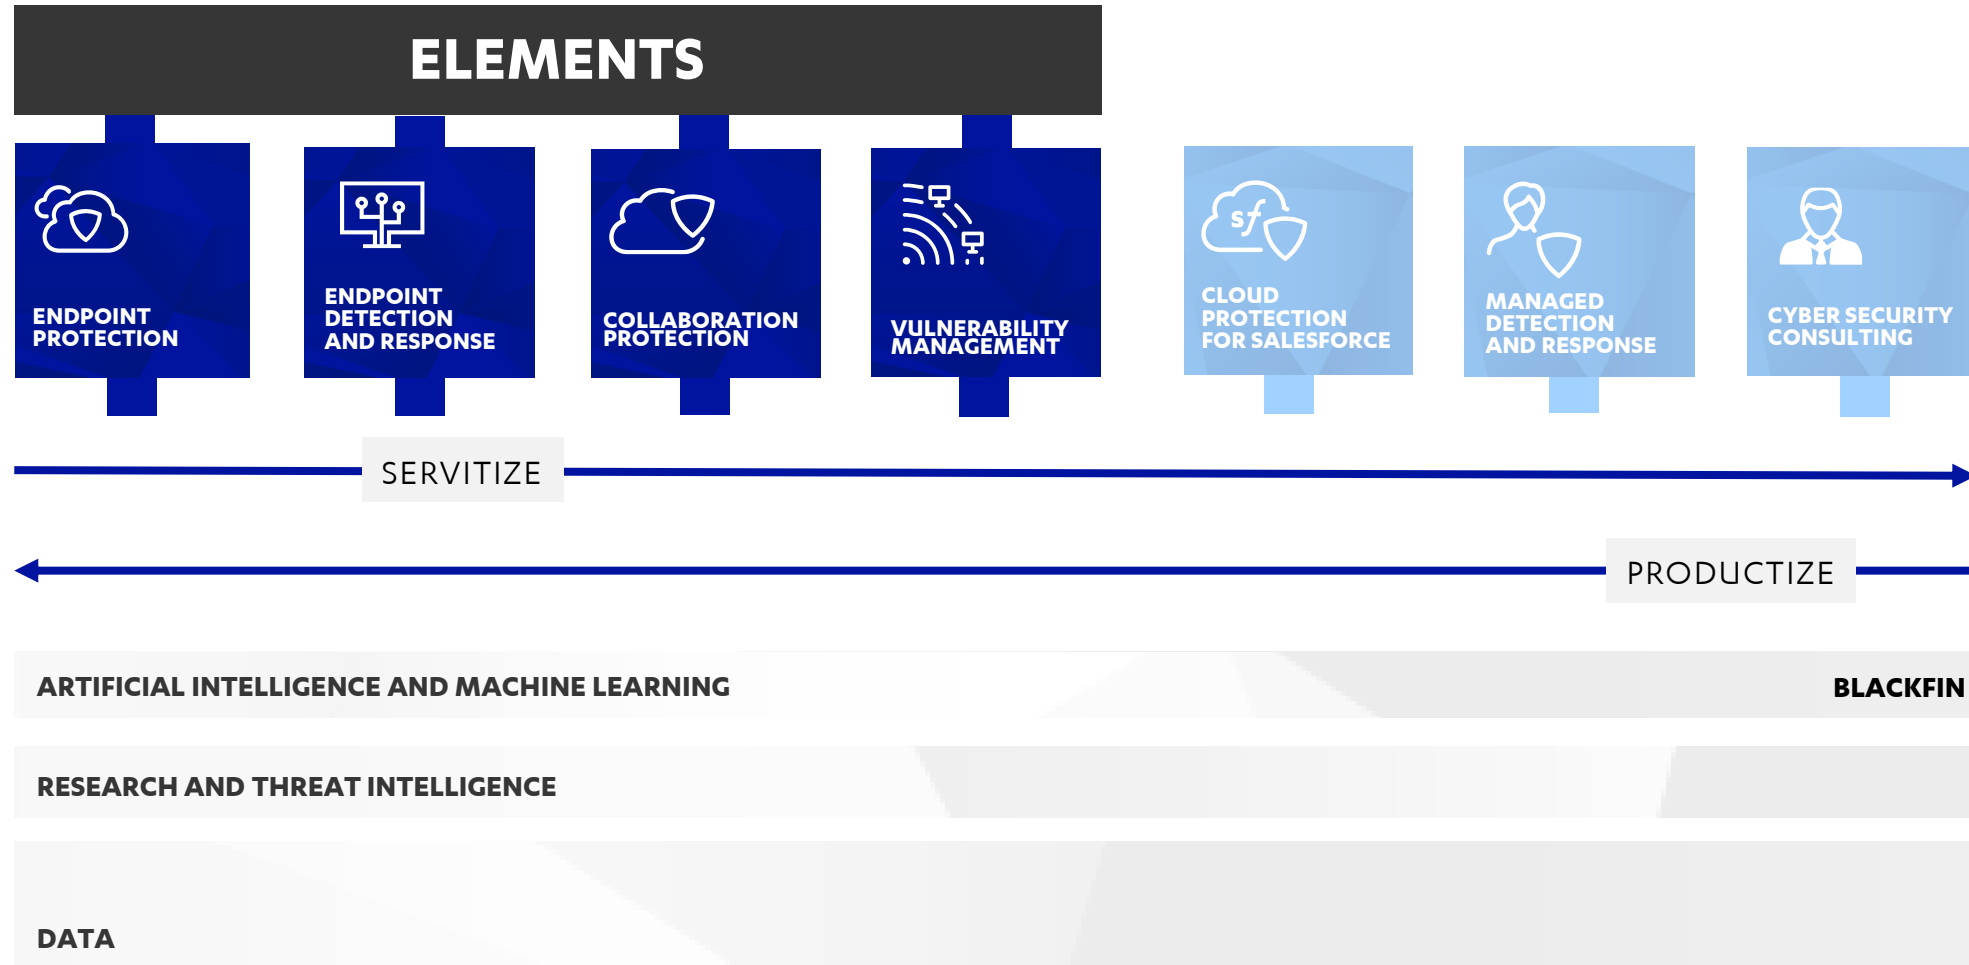 ELEMENTS
ENDPOINT
PROTECTION
ENDPOINT
DETECTION
AND RESPONSE
COLLABORATION
PROTECTION
VULNERABILITY
MANAGEMENT
sf
CLOUD
PROTECTION
FOR SALESFORCE
MANAGED
DETECTION
AND RESPONSE
CYBER SECURITY
CONSULTING
SERVITIZE
PRODUCTIZE
ARTIFICIAL INTELLIGENCE AND MACHINE LEARNING
BLACKFIN
RESEARCH AND THREAT INTELLIGENCE
DATA